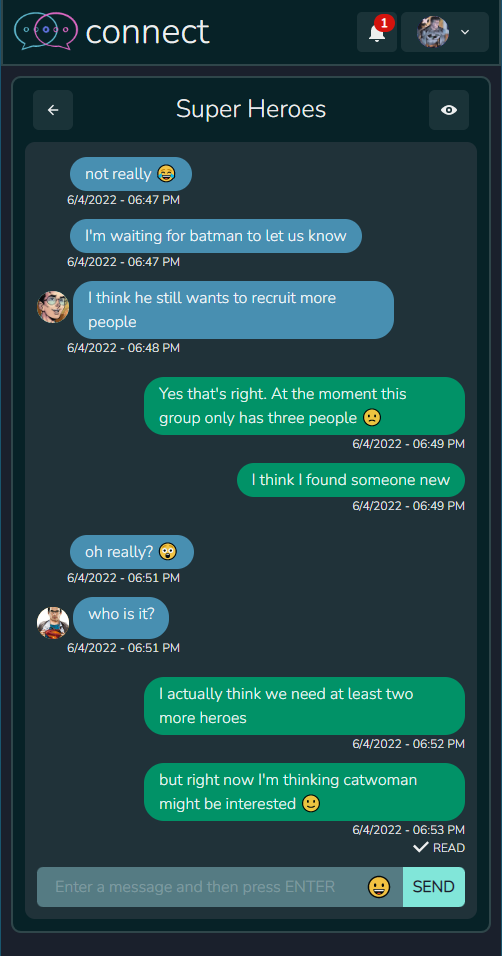 connect
1
Super Heroes
not really 😂
6/4/2022 - 06:47 PM
I'm waiting for batman to let us know
6/4/2022 - 06:47 PM
I think he still wants to recruit more
people
6/4/2022 - 06:48 PM
Yes that's right. At the moment this
group only has three people 🙁
6/4/2022 - 06:49 PM
I think I found someone new
6/4/2022 - 06:49 PM
oh really? 😲
6/4/2022 - 06:51 PM
who is it?
6/4/2022 - 06:51 PM
I actually think we need at least two
more heroes
6/4/2022 - 06:52 PM
but right now I'm thinking catwoman
might be interested 🙂
6/4/2022 - 06:53 PM
READ
Enter a message and then press ENTER
SEND